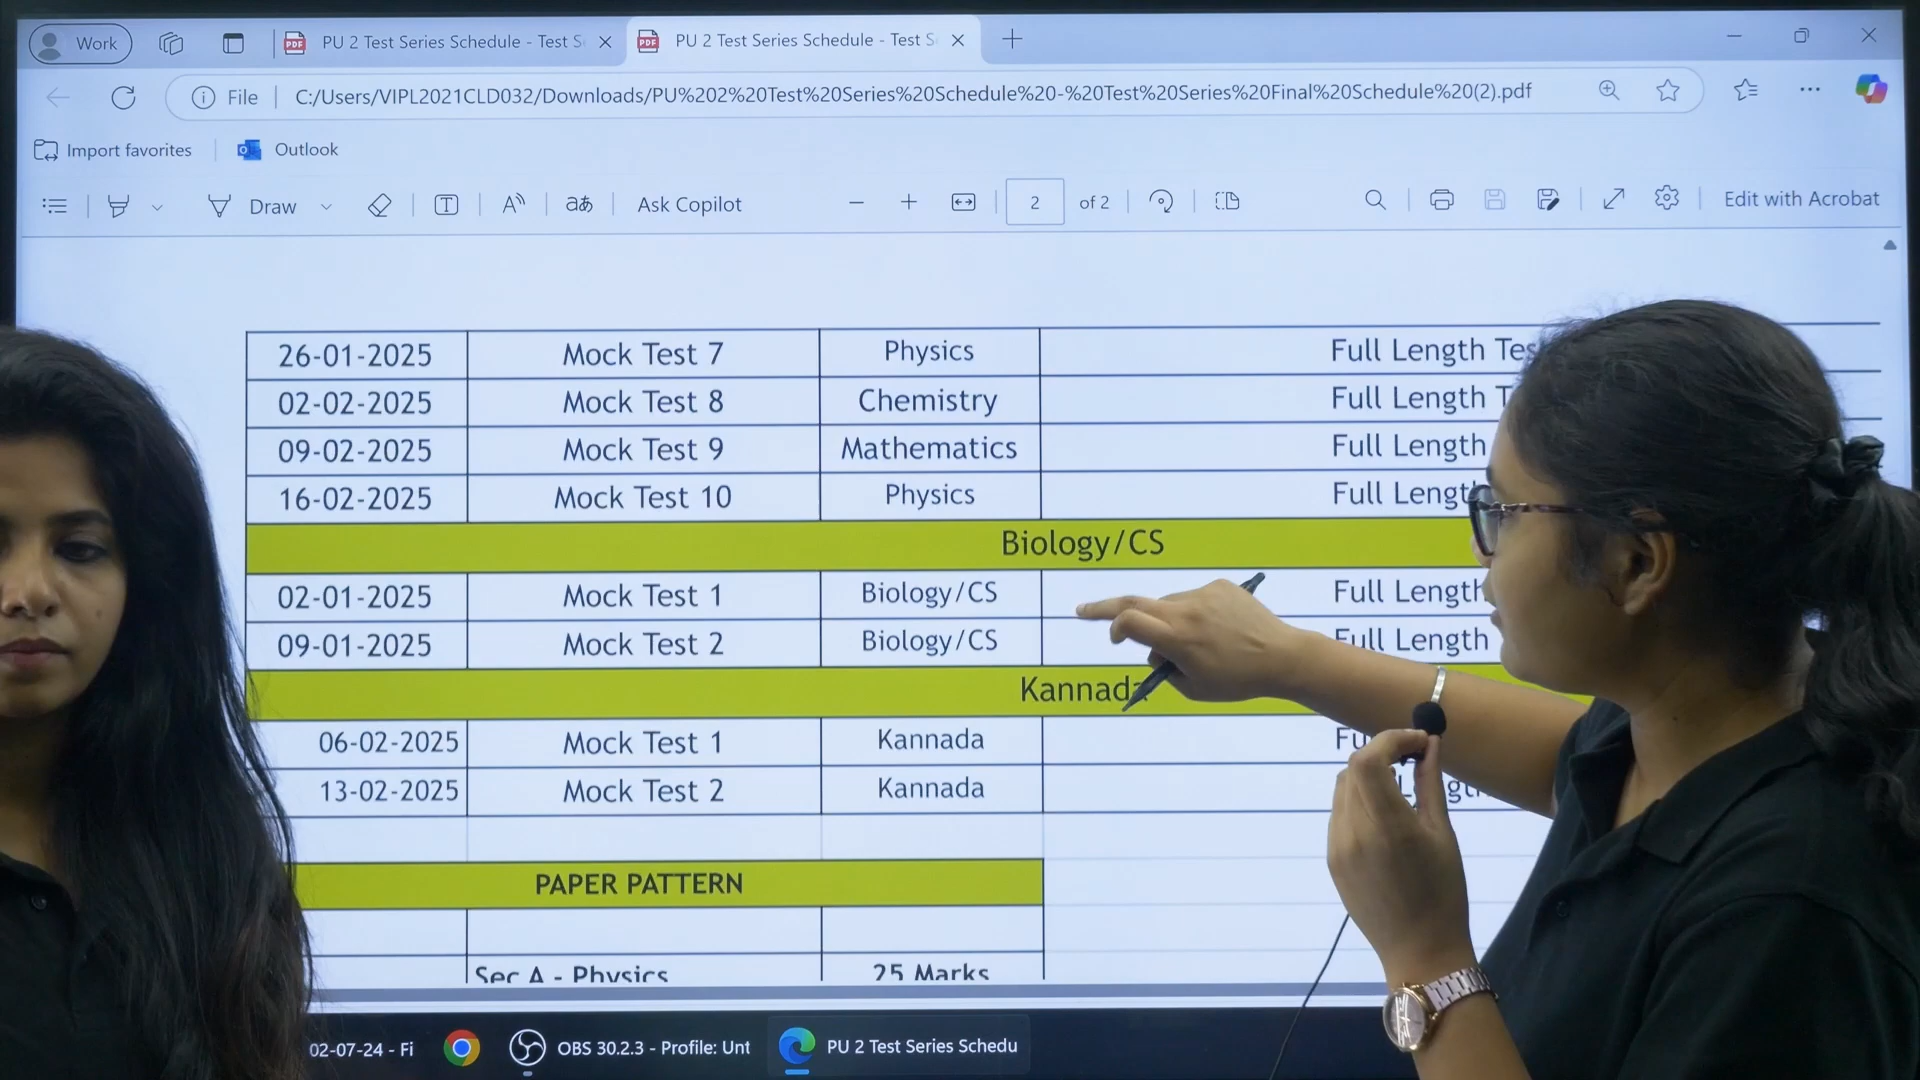 Work
PU 2 Test Series Schedule - Test S
PU 2 Test Series Schedule - Test S
File
C:/Users/VIPL2021CLD032/Downloads/PU%202%20Test%20Series%20Schedule%20-%20Test%20Series%20Final%20Schedule%20(2).pdf
Import favorites
Outlook
Draw
aあ
Ask Copilot
2 of 2
Edit with Acrobat
26-01-2025 Mock Test 7 Physics Full Length Tes
02-02-2025 Mock Test 8 Chemistry Full Length T
09-02-2025 Mock Test 9 Mathematics Full Length
16-02-2025 Mock Test 10 Physics Full Length
Biology/CS
02-01-2025 Mock Test 1 Biology/CS Full Length
09-01-2025 Mock Test 2 Biology/CS Full Length
Kannada
06-02-2025 Mock Test 1 Kannada Fu
13-02-2025 Mock Test 2 Kannada
PAPER PATTERN
Sec A - Physics 25 Marks
02-07-24 - Fi
OBS 30.2.3 - Profile: Unt
PU 2 Test Series Schedu